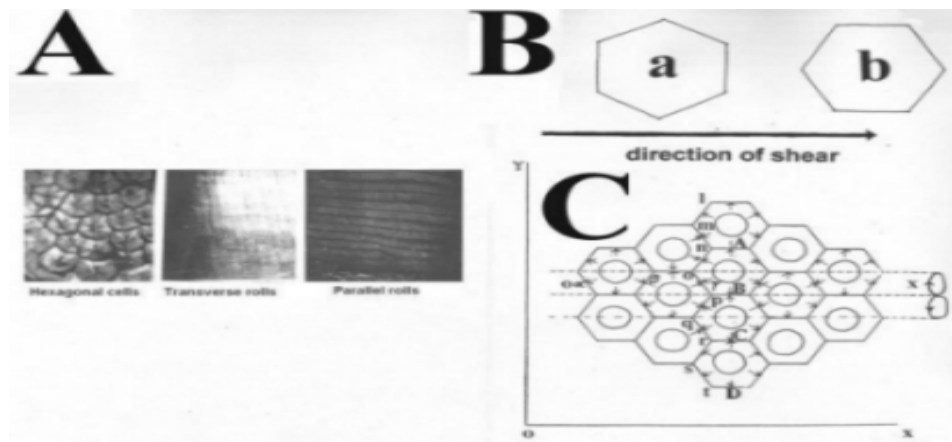 A
B
a
b
direction of shear
Y
C
l
m
n
A
o
B
x
p
q
r
C
s
t
D
Hexagonal cells
Transverse rolls
Parallel rolls
o
x